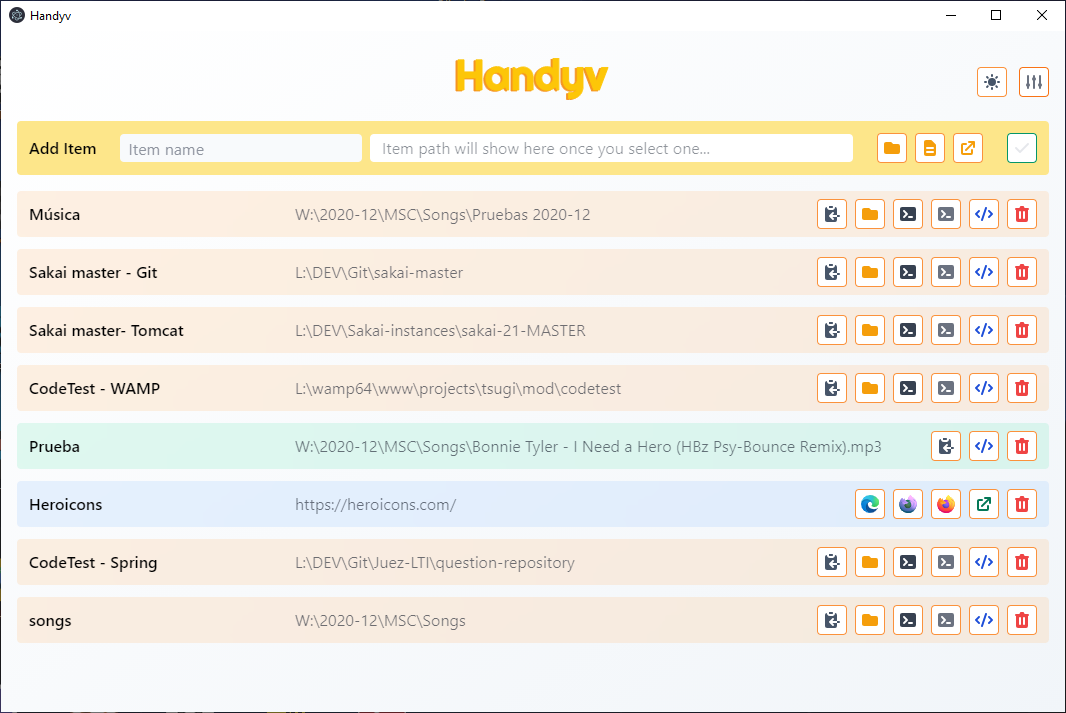 Handyv
Handyv
Add Item Item name Item path will show here once you select one...
Música W:\2020-12\MSC\Songs\Pruebas 2020-12
Sakai master - Git L:\DEV\Git\sakai-master
Sakai master- Tomcat L:\DEV\Sakai-instances\sakai-21-MASTER
CodeTest - WAMP L:\wamp64\www\projects\tsugi\mod\codetest
Prueba W:\2020-12\MSC\Songs\Bonnie Tyler - I Need a Hero (HBz Psy-Bounce Remix).mp3
Heroicons https://heroicons.com/
CodeTest - Spring L:\DEV\Git\Juez-LTI\question-repository
songs W:\2020-12\MSC\Songs